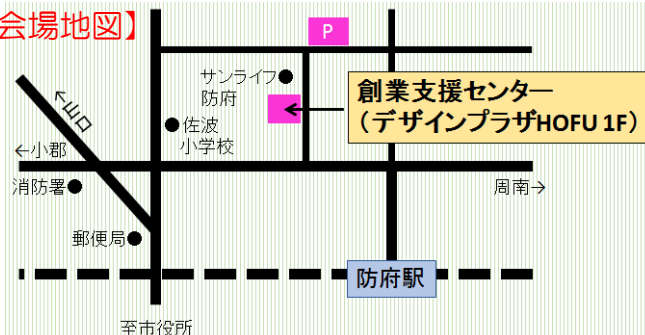 会場地図】
P
サンライフ
防府
創業支援センター
（デザインプラザHOFU 1F）
↖山口
佐波
小学校
←小郡
消防署
周南→
郵便局
防府駅
至市役所